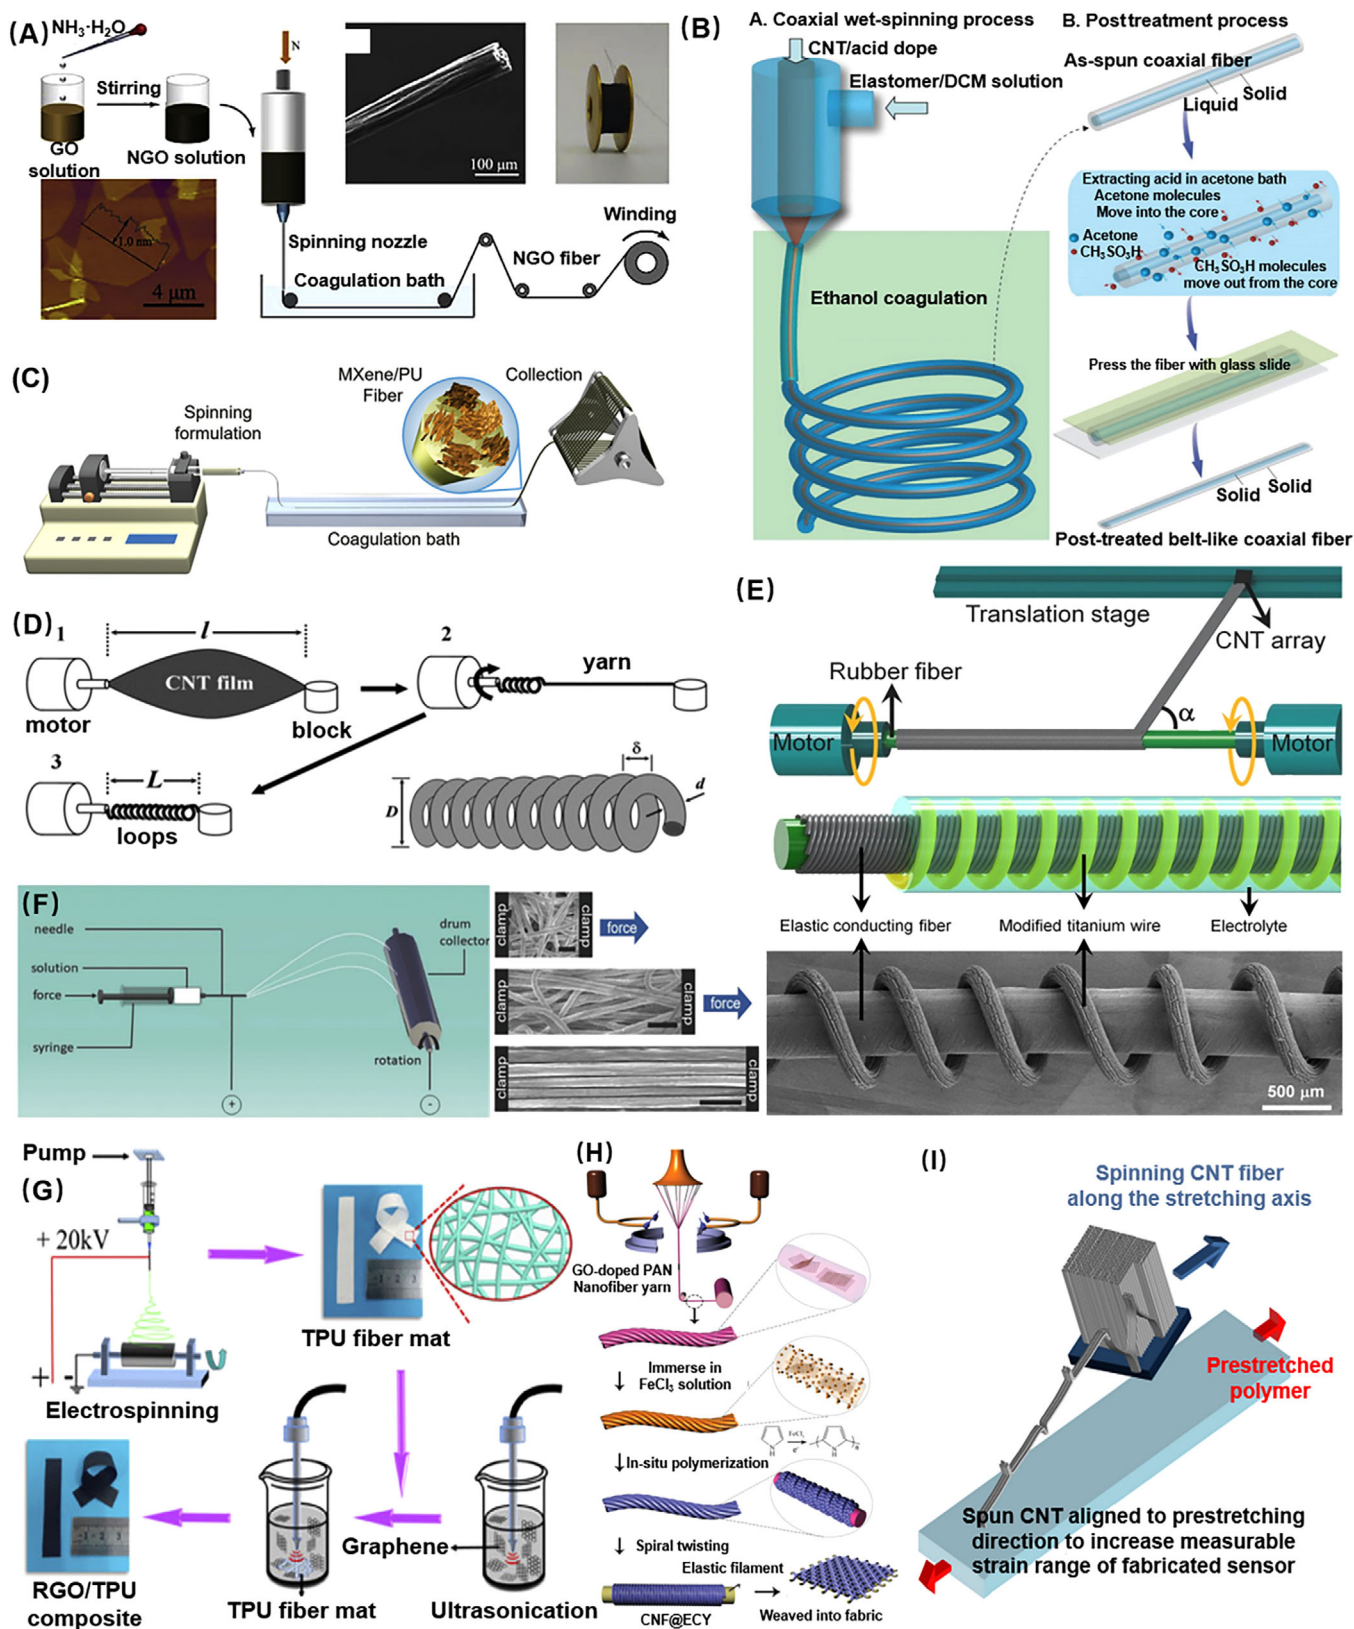 (A)
NH₃·H₂O
N
Stirring
GO
solution
NGO solution
100 μm
1.0 nm
4 μm
Spinning nozzle
Coagulation bath
NGO fiber
Winding
(B)
A. Coaxial wet-spinning process
CNT/acid dope
Elastomer/DCM solution
Ethanol coagulation
B. Posttreatment process
As-spun coaxial fiber
Solid
Liquid
Extracting acid in acetone bath
Acetone molecules
Move into the core
Acetone
CH₃SO₃H
CH₃SO₃H molecules
move out from the core
Press the fiber with glass slide
Solid
Solid
Post-treated belt-like coaxial fiber
(C)
Spinning
formulation
MXene/PU
Fiber
Collection
Coagulation bath
(D)
1
l
CNT film
motor
block
2
yarn
3
L
loops
D
δ
d
(E)
Translation stage
CNT array
Rubber fiber
α
Motor
Motor
Elastic conducting fiber
Modified titanium wire
Electrolyte
500 μm
(F)
needle
solution
force
syringe
drum
collector
rotation
+
-
clamp
clamp
force
clamp
clamp
force
clamp
clamp
(G)
Pump
+ 20kV
+
-
Electrospinning
1 2 3
TPU fiber mat
Graphene
TPU fiber mat
Ultrasonication
1 2 3
RGO/TPU
composite
(H)
GO-doped PAN
Nanofiber yarn
Immerse in
FeCl₃ solution
FeCl₃
e⁻
N
H
N
H
n
In-situ polymerization
Spiral twisting
Elastic filament
CNF@ECY
Weaved into fabric
(I)
Spinning CNT fiber
along the stretching axis
Prestretched
polymer
Spun CNT aligned to prestretching
direction to increase measurable
strain range of fabricated sensor